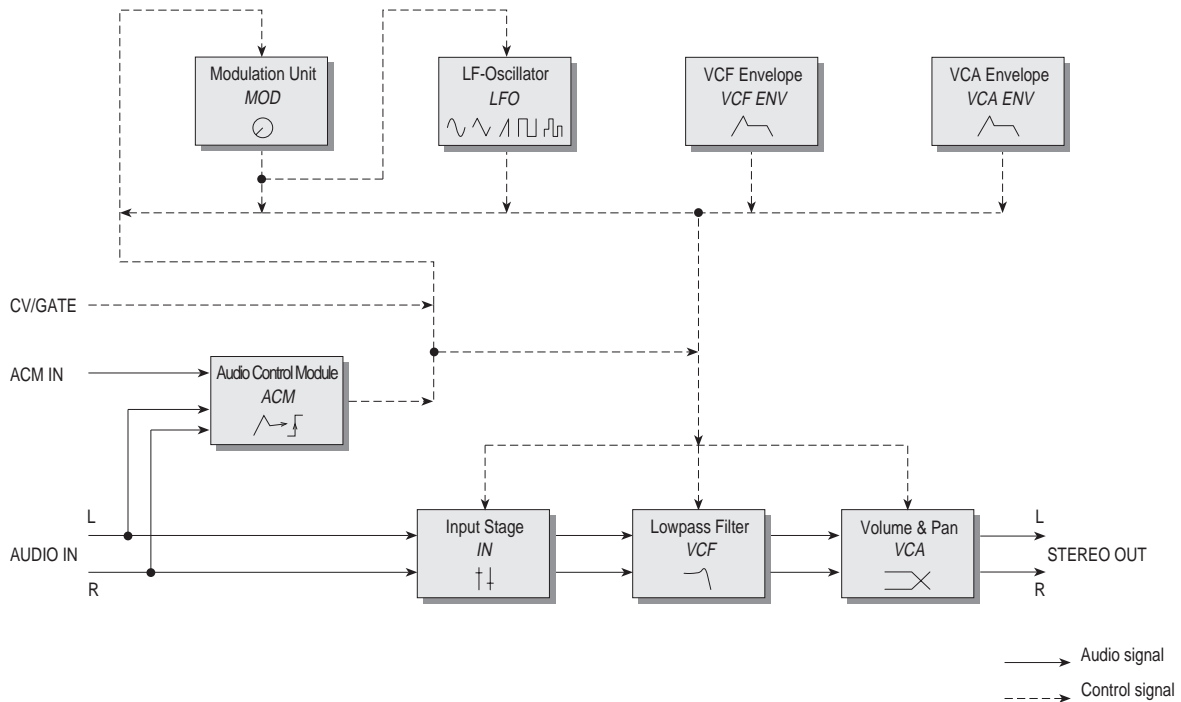 Modulation Unit
MOD
LF-Oscillator
LFO
VCF Envelope
VCF ENV
VCA Envelope
VCA ENV
CV/GATE
ACM IN
Audio Control Module
ACM
L
AUDIO IN
R
Input Stage
IN
Lowpass Filter
VCF
Volume & Pan
VCA
L
STEREO OUT
R
Audio signal
Control signal